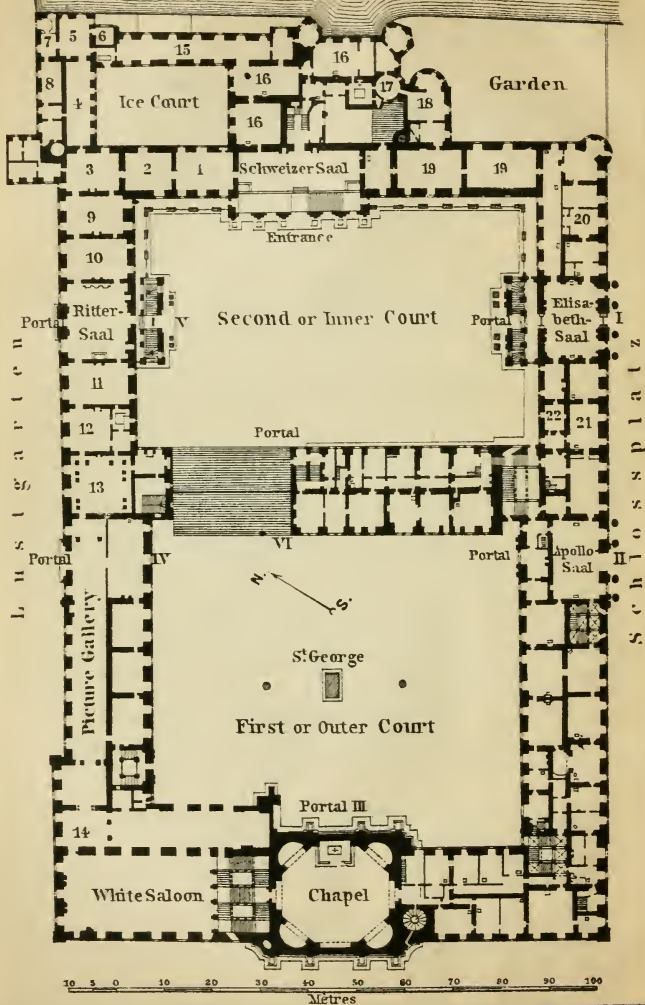 5
6
7
15
16
17
8
4
Ice Court
16
18
Garden
16
3
2
1
Schweizer Saal
19
19
9
20
Entrance
10
Portal
Ritter-
Saal
V
Second or Inner Court
Portal
Elisa-
beth-
Saal
I
11
12
22
21
Portal
13
VI
Portal
IV
Portal
Apollo
Saal
II
N.
S.
Lustgarten
Schlossplatz
Picture Gallery
St George
First or Outer Court
Portal III
14
White Saloon
Chapel
10 5 0 10 20 30 40 50 60 70 80 90 100
Mètres